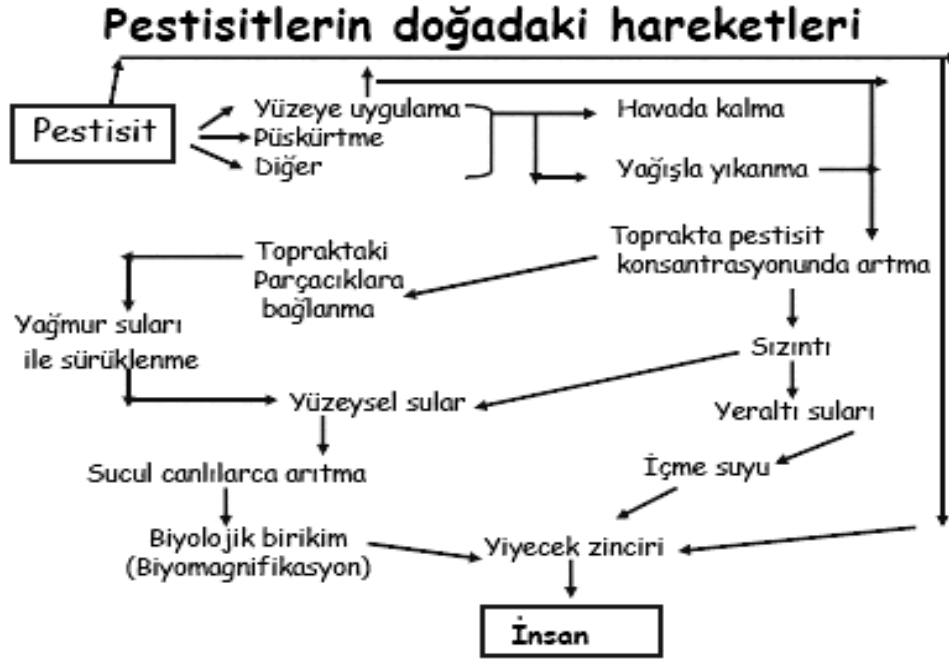 Pestisitlerin doğadaki hareketleri
Pestisit
Yüzeye uygulama
Püskürtme
Diğer
Havada kalma
Yağışla yıkanma
Toprakta pestisit
konsantrasyonunda artma
Topraktaki
Parçacıklara
bağlanma
Yağmur suları
ile sürüklenme
Sızıntı
Yüzeysel sular
Yeraltı suları
Sucul canlılarca arıtma
İçme suyu
Biyolojik birikim
(Biyomagnifikasyon)
Yiyecek zinciri
İnsan